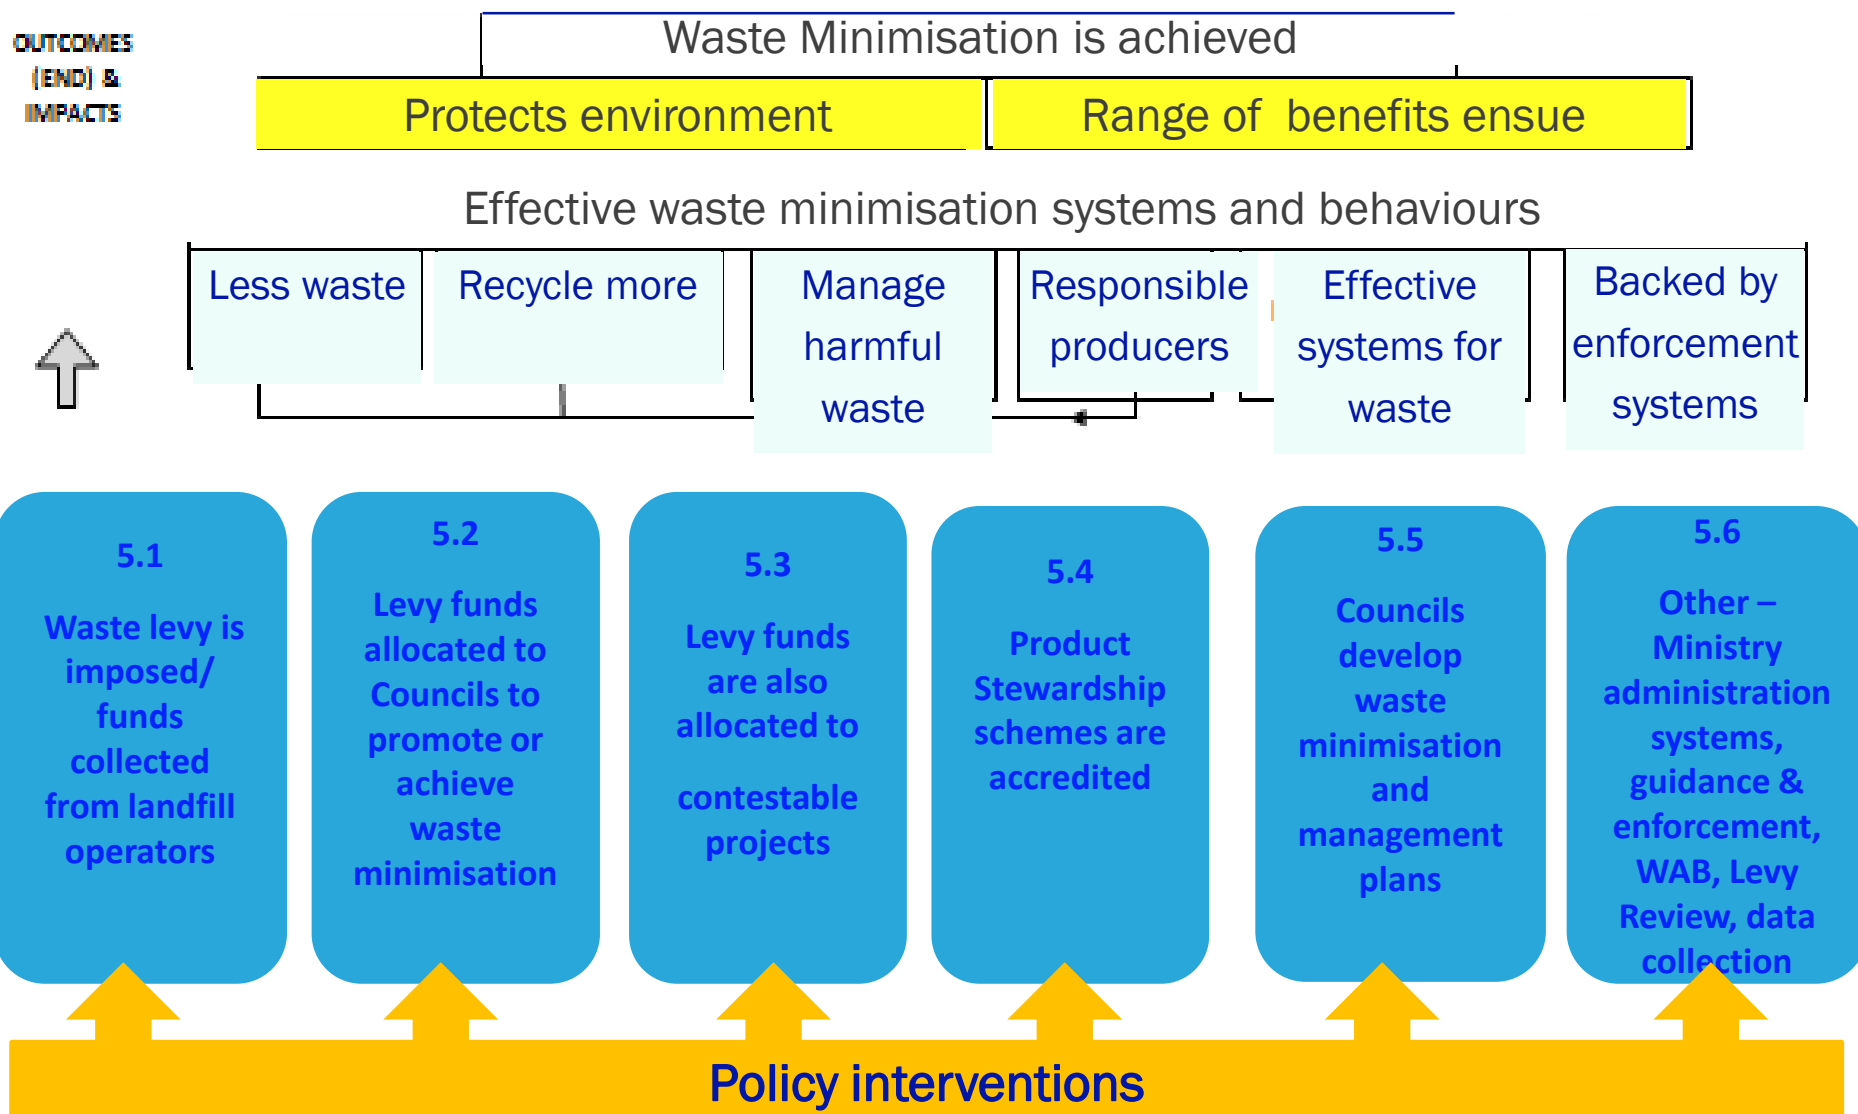 OUTCOMES
(END) &
IMPACTS
Waste Minimisation is achieved
Protects environment
Range of benefits ensue
Effective waste minimisation systems and behaviours
Less waste
Recycle more
Manage
harmful
waste
Responsible
producers
Effective
systems for
waste
Backed by
enforcement
systems
5.1
Waste levy is
imposed/
funds
collected
from landfill
operators
5.2
Levy funds
allocated to
Councils to
promote or
achieve
waste
minimisation
5.3
Levy funds
are also
allocated to
contestable
projects
5.4
Product
Stewardship
schemes are
accredited
5.5
Councils
develop
waste
minimisation
and
management
plans
5.6
Other –
Ministry
administration
systems,
guidance &
enforcement,
WAB, Levy
Review, data
collection
Policy interventions